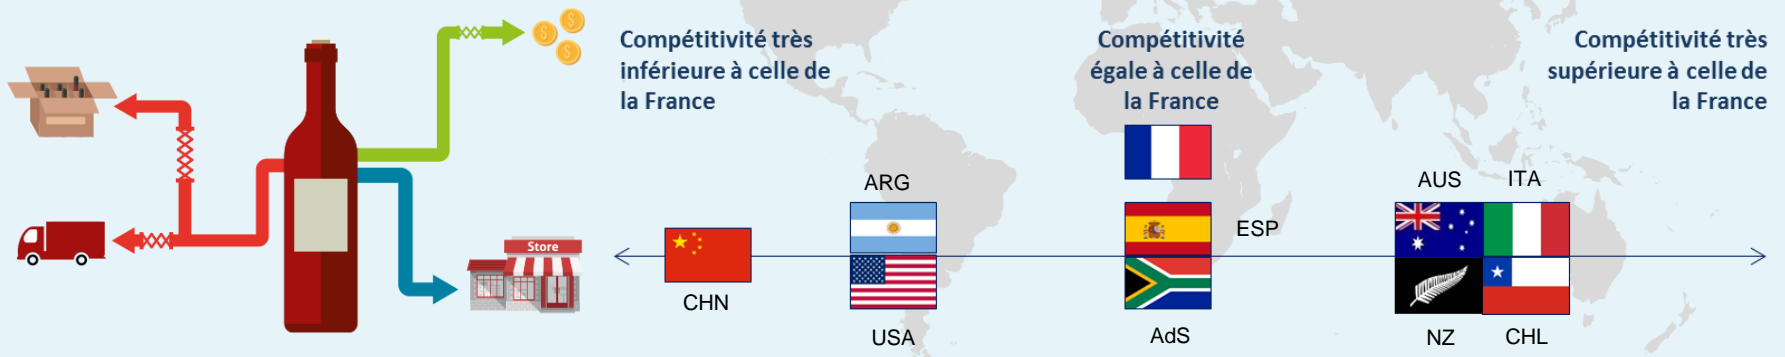 Compétitivité très
inférieure à celle de
la France
Compétitivité
égale à celle de
la France
Compétitivité très
supérieure à celle de
la France
Store
CHN
ARG
USA
ESP
AdS
AUS
ITA
NZ
CHL